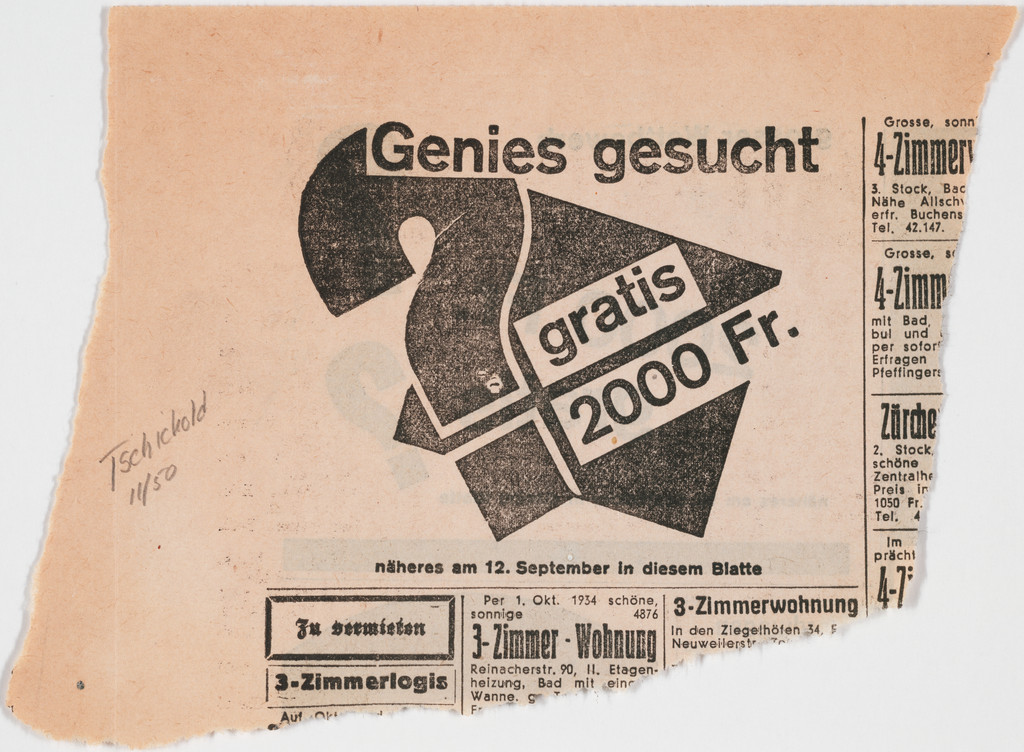 Genies gesucht
gratis
2000 Fr.
näheres am 12. September in diesem Blatte
Tschichold
11/50
Zu vermieten
3-Zimmerlogis
Auf
Per 1. Okt. 1934 schöne,
sonnige 4876
3-Zimmer-Wohnung
Reinacherstr. 90, II. Etagen-
heizung, Bad mit
Wanne.
3-Zimmerwohnung
In den Ziegelhöfen 34,
Neuweilerstr
Grosse, sonn
4-Zimmer
3. Stock, Bad
Nähe Allschw
erfr. Buchens
Tel. 42.147.
Grosse,
4-Zimm
mit Bad,
bul und
per sofor
Erfragen
Pfeffingers
Zürche
2. Stock,
schöne
Zentralhe
Preis in
1050 Fr.
Tel. 4
Im
prächt
4-Z